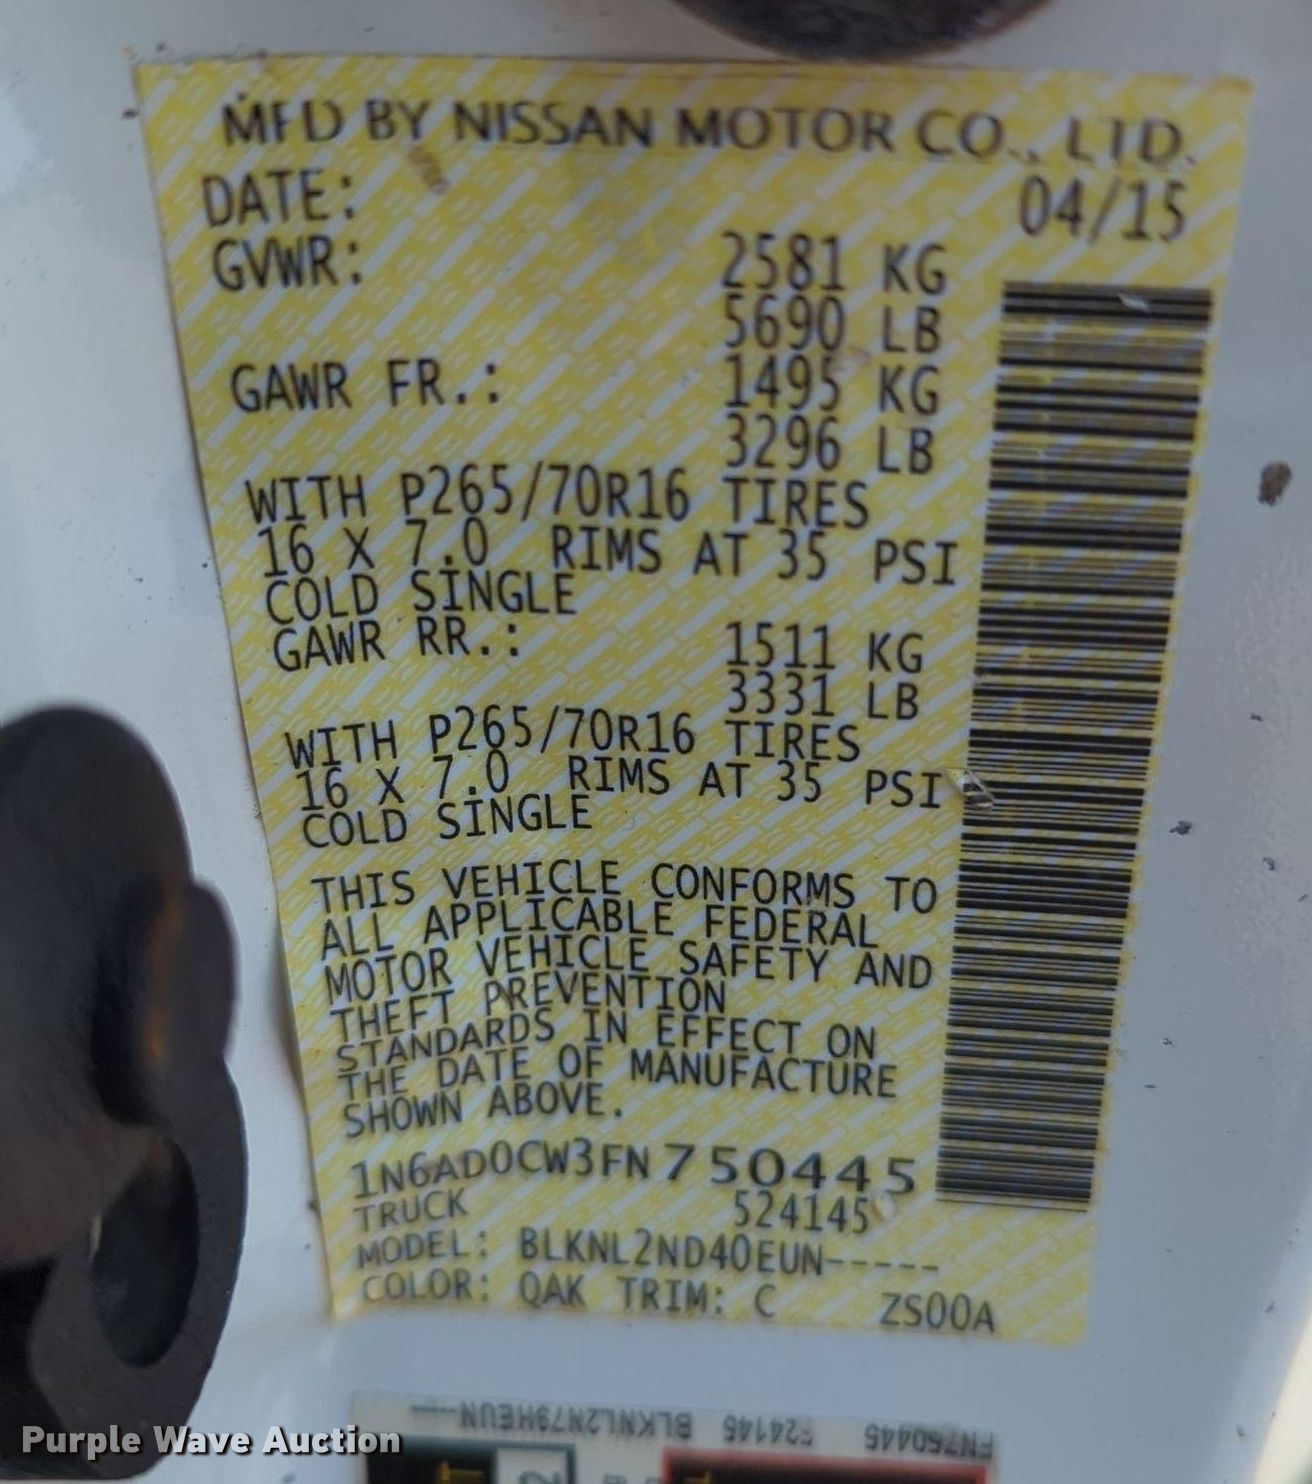 MFD BY NISSAN MOTOR CO., LTD.
DATE: 04/15
GVWR: 2581 KG
5690 LB
GAWR FR.: 1495 KG
3296 LB
WITH P265/70R16 TIRES
16 X 7.0 RIMS AT 35 PSI
COLD SINGLE
GAWR RR.: 1511 KG
3331 LB
WITH P265/70R16 TIRES
16 X 7.0 RIMS AT 35 PSI
COLD SINGLE
THIS VEHICLE CONFORMS TO
ALL APPLICABLE FEDERAL
MOTOR VEHICLE SAFETY AND
THEFT PREVENTION
STANDARDS IN EFFECT ON
THE DATE OF MANUFACTURE
SHOWN ABOVE.
1N6AD0CW3FN750445
TRUCK 524145
MODEL: BLKNL2ND40EUN-----
COLOR: QAK TRIM: C ZS00A
Purple Wave Auction